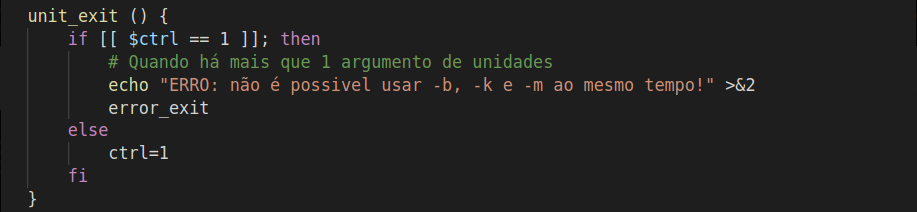 unit_exit () {
    if [[ $ctrl == 1 ]]; then
        # Quando há mais que 1 argumento de unidades
        echo "ERRO: não é possivel usar -b, -k e -m ao mesmo tempo!" >&2
        error_exit
    else
        ctrl=1
    fi
}